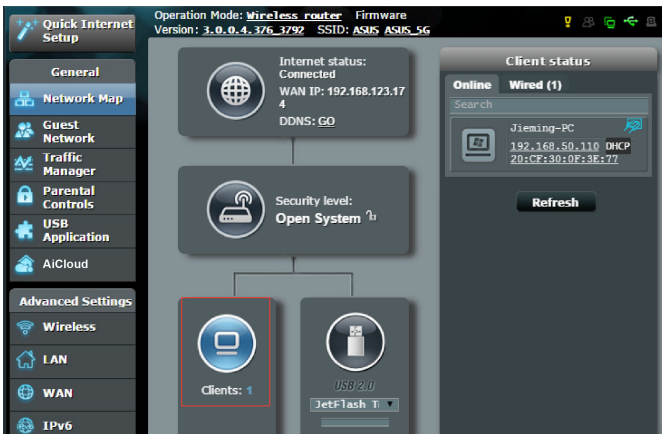 Quick Internet
Setup
Operation Mode: Wireless router Firmware
Version: 3.0.0.4.376_3792 SSID: ASUS ASUS_5G
General
Network Map
Guest
Network
Traffic
Manager
Parental
Controls
USB
Application
AiCloud
Advanced Settings
Wireless
LAN
WAN
IPv6
Internet status:
Connected
WAN IP: 192.168.123.17
4
DDNS: GO
Security level:
Open System
Clients: 1
USB 2.0
JetFlash T
Client status
Online Wired (1)
Search
Jieming-PC
192.168.50.110 DHCP
20:CF:30:0F:3E:77
Refresh